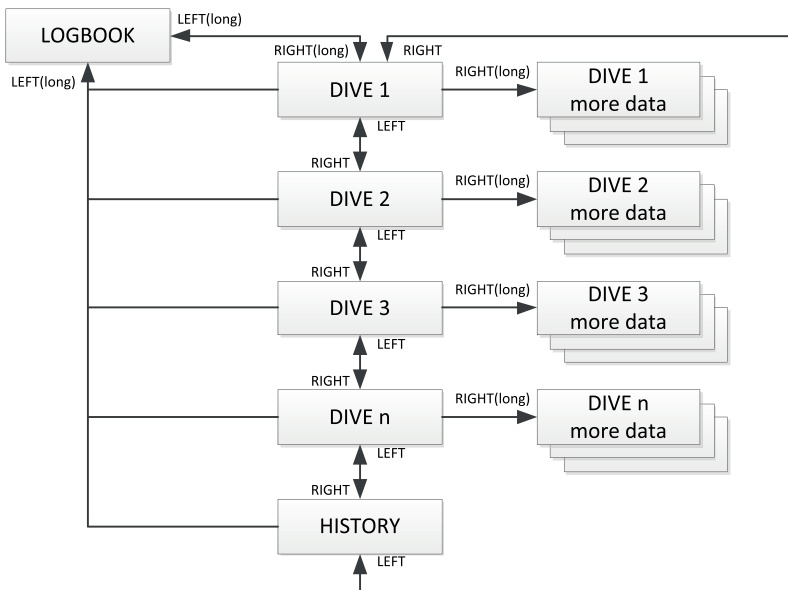 LOGBOOK
LEFT(long)
RIGHT(long)
RIGHT
LEFT(long)
DIVE 1
RIGHT(long)
DIVE 1
more data
LEFT
RIGHT
DIVE 2
RIGHT(long)
DIVE 2
more data
LEFT
RIGHT
DIVE 3
RIGHT(long)
DIVE 3
more data
LEFT
RIGHT
DIVE n
RIGHT(long)
DIVE n
more data
LEFT
RIGHT
HISTORY
LEFT